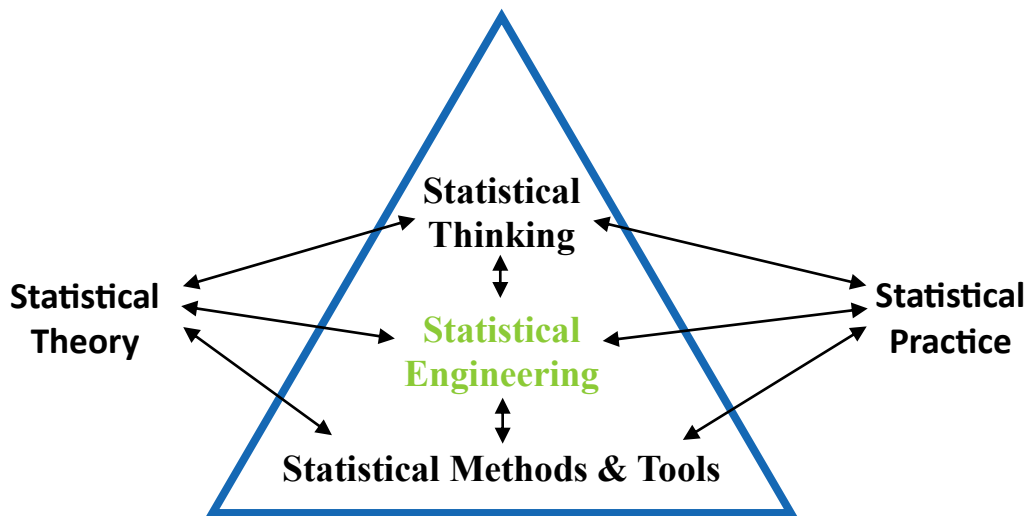 Statistical
Thinking
Statistical
Theory
Statistical
Engineering
Statistical
Practice
Statistical Methods & Tools